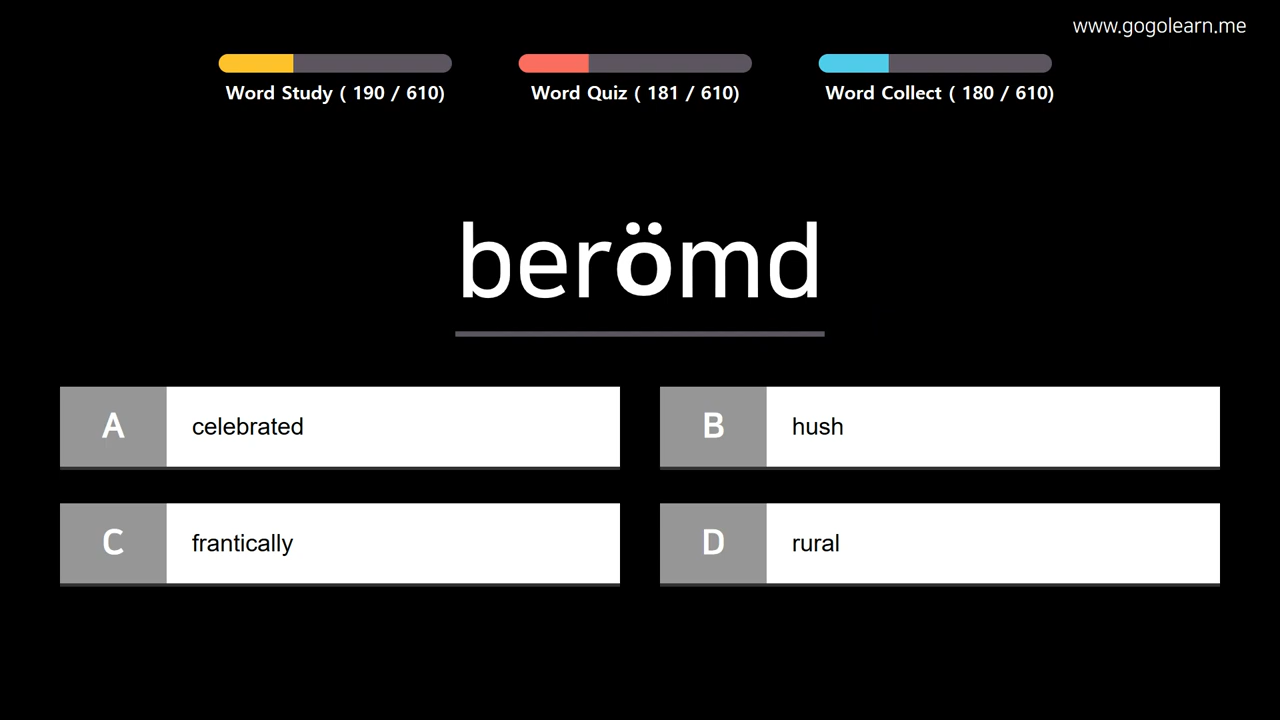 www.gogolearn.me
Word Study ( 190 / 610)
Word Quiz ( 181 / 610)
Word Collect ( 180 / 610)
berömd
A celebrated
B hush
C frantically
D rural